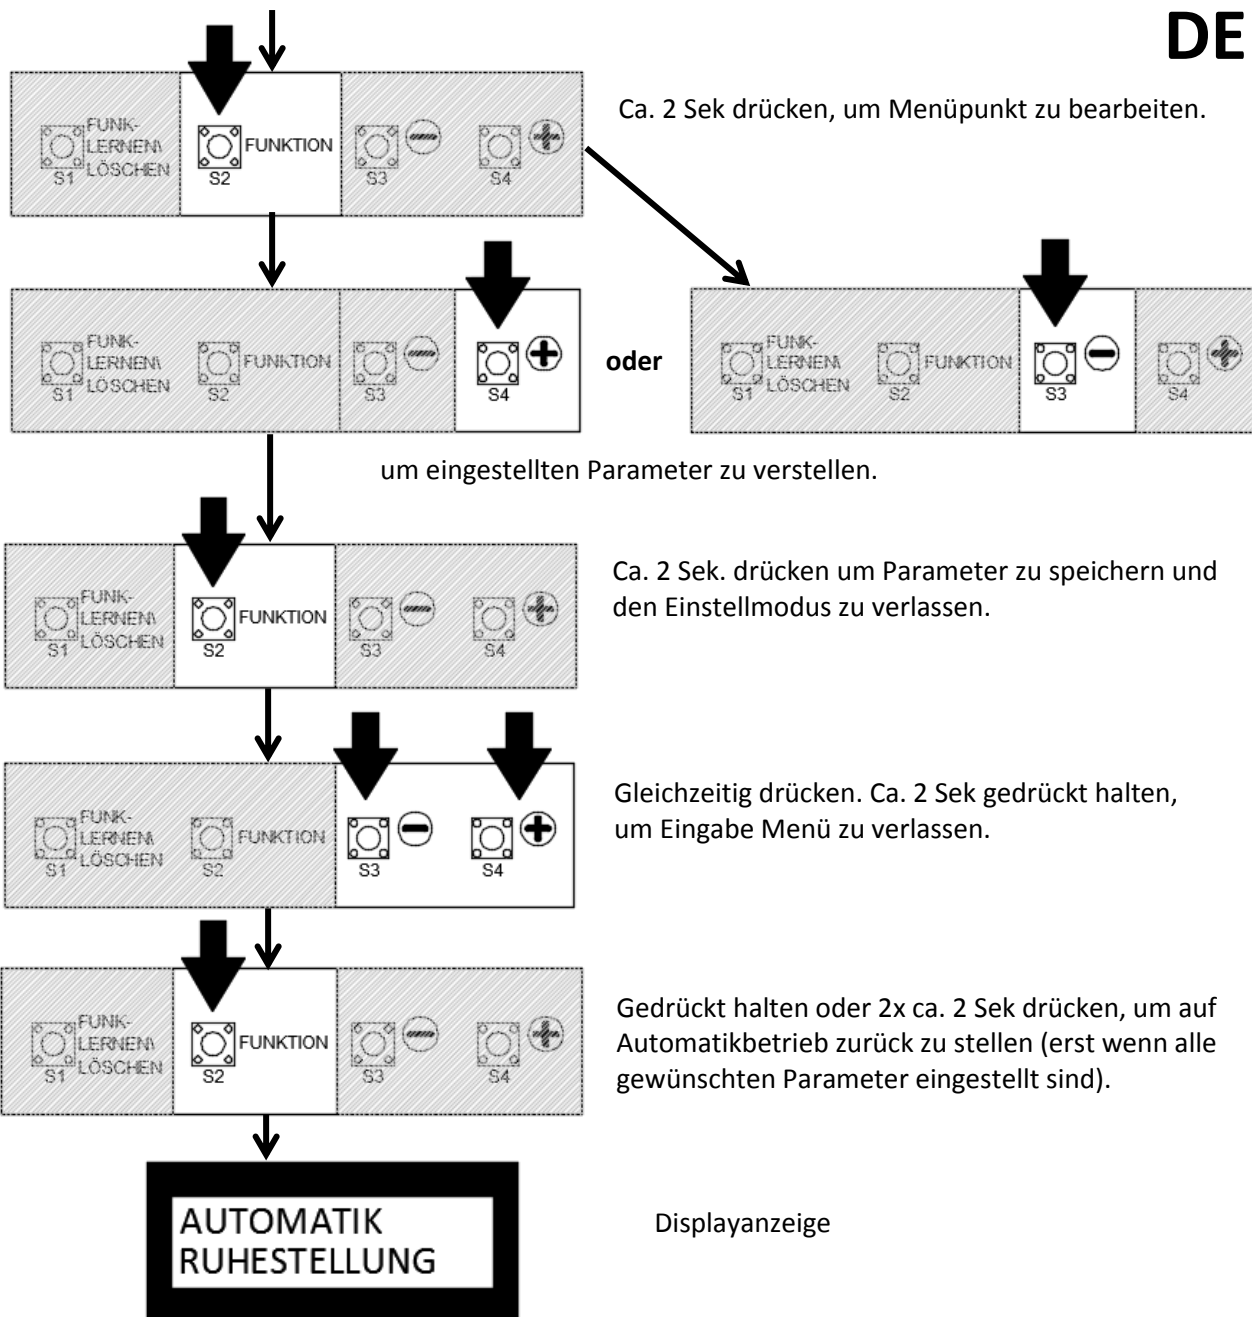 DE
Ca. 2 Sek drücken, um Menüpunkt zu bearbeiten.
FUNK-
LERNEN\
LÖSCHEN
S1
S2
FUNKTION
S3
S4
FUNK-
LERNEN\
LÖSCHEN
S1
S2
FUNKTION
S3
S4
oder
FUNK-
LERNEN\
LÖSCHEN
S1
S2
FUNKTION
S3
S4
um eingestellten Parameter zu verstellen.
FUNK-
LERNEN\
LÖSCHEN
S1
S2
FUNKTION
S3
S4
Ca. 2 Sek. drücken um Parameter zu speichern und
den Einstellmodus zu verlassen.
FUNK-
LERNEN\
LÖSCHEN
S1
S2
FUNKTION
S3
S4
Gleichzeitig drücken. Ca. 2 Sek gedrückt halten,
um Eingabe Menü zu verlassen.
FUNK-
LERNEN\
LÖSCHEN
S1
S2
FUNKTION
S3
S4
Gedrückt halten oder 2x ca. 2 Sek drücken, um auf
Automatikbetrieb zurück zu stellen (erst wenn alle
gewünschten Parameter eingestellt sind).
AUTOMATIK
RUHESTELLUNG
Displayanzeige